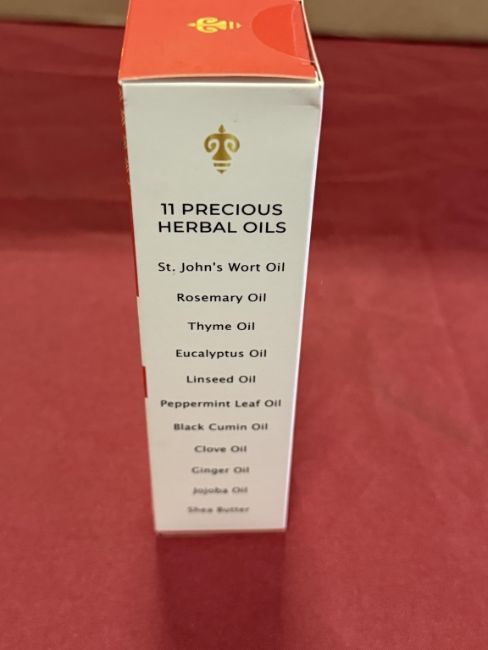 11 PRECIOUS
HERBAL OILS
St. John's Wort Oil
Rosemary Oil
Thyme Oil
Eucalyptus Oil
Linseed Oil
Peppermint Leaf Oil
Black Cumin Oil
Clove Oil
Ginger Oil
Jojoba Oil
Shea Butter